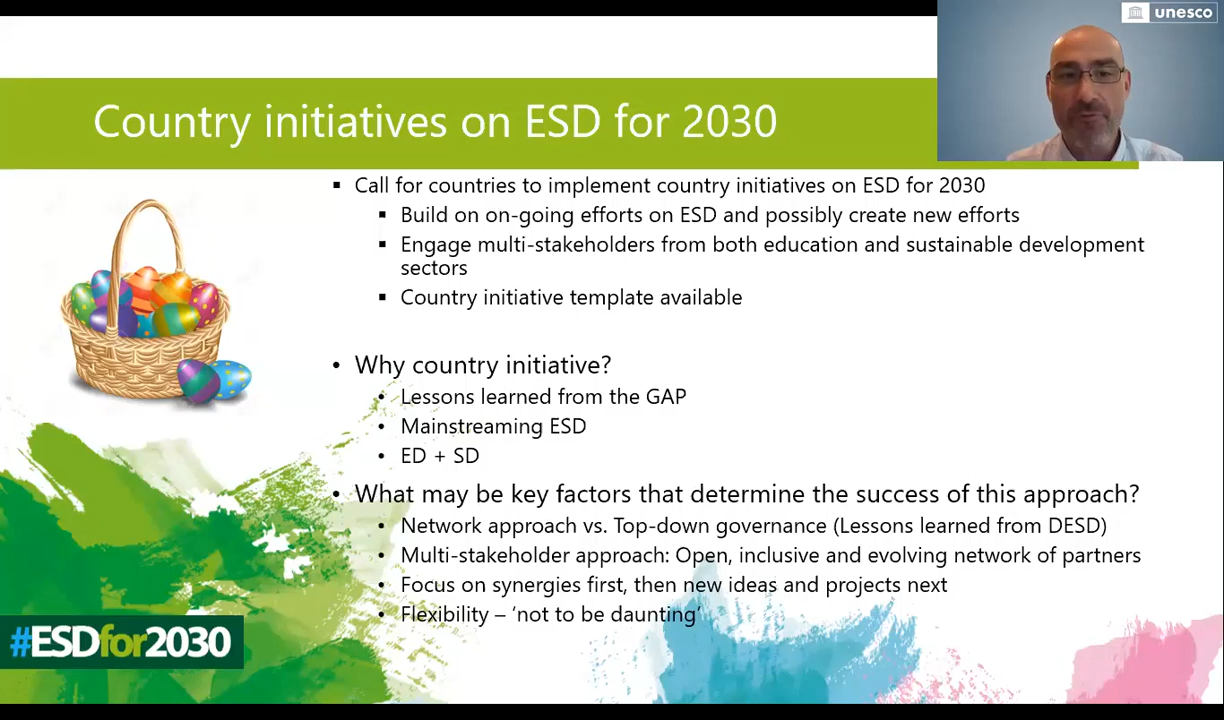 unesco
Country initiatives on ESD for 2030
▪ Call for countries to implement country initiatives on ESD for 2030
▪ Build on on-going efforts on ESD and possibly create new efforts
▪ Engage multi-stakeholders from both education and sustainable development
sectors
▪ Country initiative template available
• Why country initiative?
• Lessons learned from the GAP
• Mainstreaming ESD
• ED + SD
• What may be key factors that determine the success of this approach?
• Network approach vs. Top-down governance (Lessons learned from DESD)
• Multi-stakeholder approach: Open, inclusive and evolving network of partners
• Focus on synergies first, then new ideas and projects next
• Flexibility – ‘not to be daunting’
#ESDfor2030